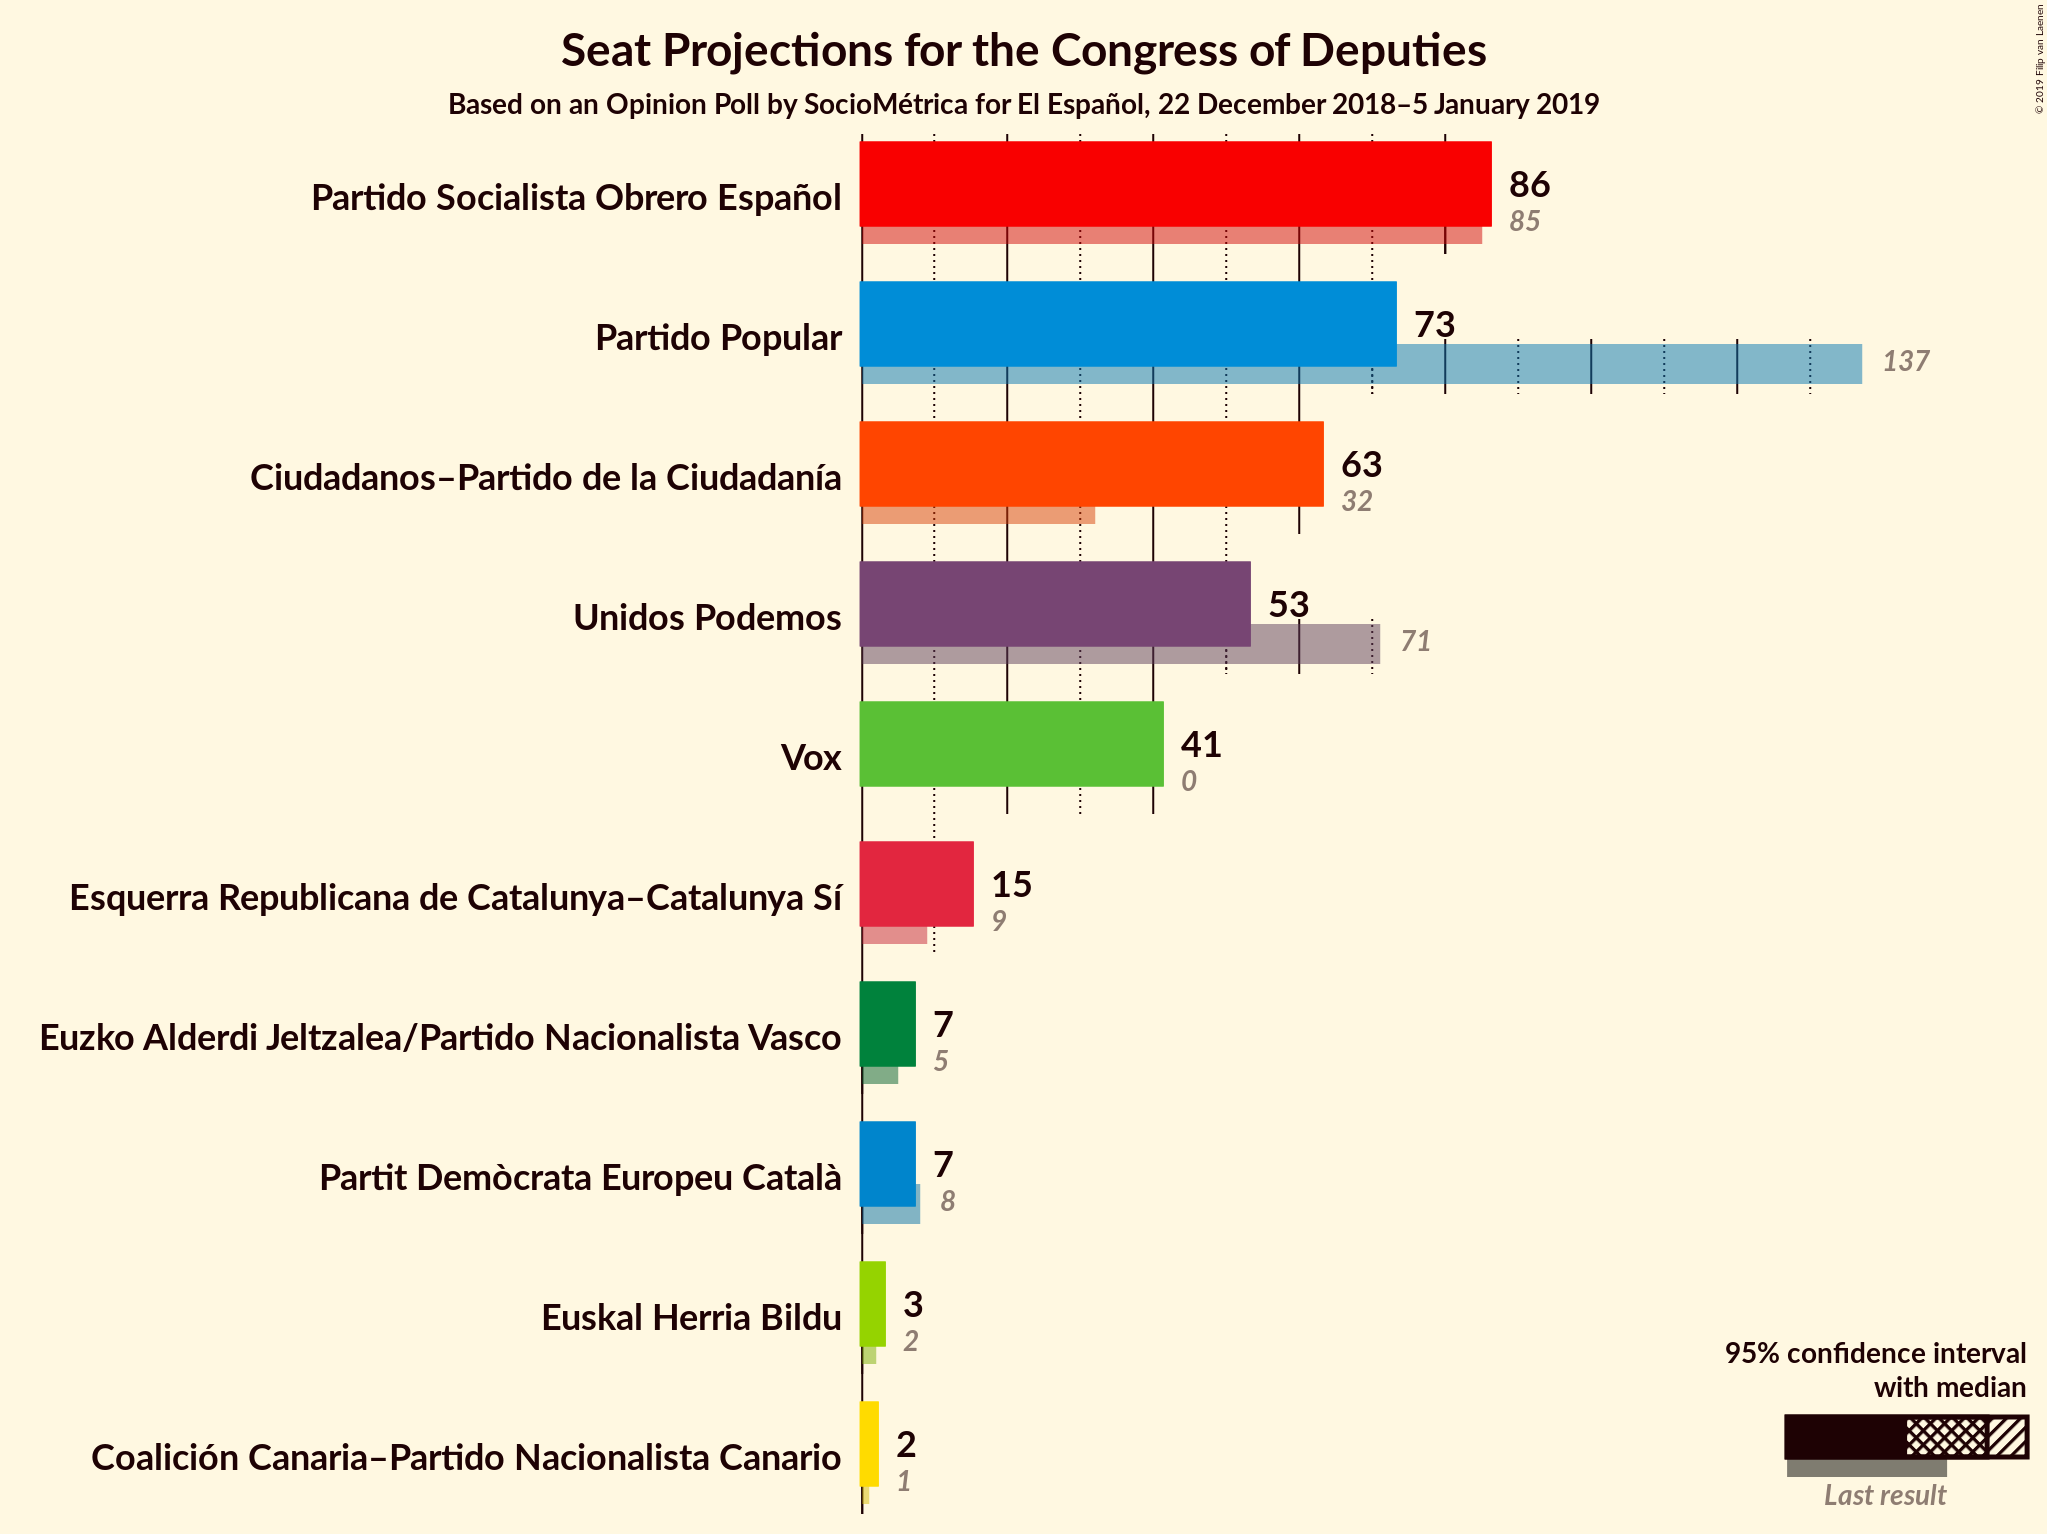 Seat Projections for the Congress of Deputies
Based on an Opinion Poll by SocioMétrica for El Español, 22 December 2018–5 January 2019
© 2019 Filip van Laenen
Partido Socialista Obrero Español
86
85
Partido Popular
73
137
Ciudadanos–Partido de la Ciudadanía
63
32
Unidos Podemos
53
71
Vox
41
0
Esquerra Republicana de Catalunya–Catalunya Sí
15
9
Euzko Alderdi Jeltzalea/Partido Nacionalista Vasco
7
5
Partit Demòcrata Europeu Català
7
8
Euskal Herria Bildu
3
2
Coalición Canaria–Partido Nacionalista Canario
2
1
95% confidence interval
with median
Last result